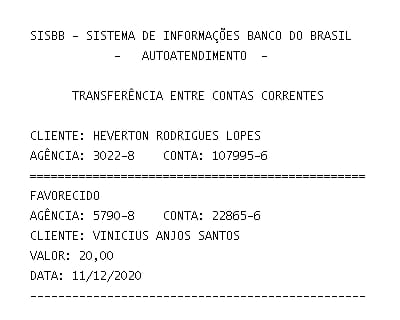 SISBB - SISTEMA DE INFORMAÇÕES BANCO DO BRASIL
- AUTOATENDIMENTO -
TRANSFERÊNCIA ENTRE CONTAS CORRENTES
CLIENTE: HEVERTON RODRIGUES LOPES
AGÊNCIA: 3022-8 CONTA: 107995-6
================================================
FAVORECIDO
AGÊNCIA: 5790-8 CONTA: 22865-6
CLIENTE: VINICIUS ANJOS SANTOS
VALOR: 20,00
DATA: 11/12/2020
------------------------------------------------